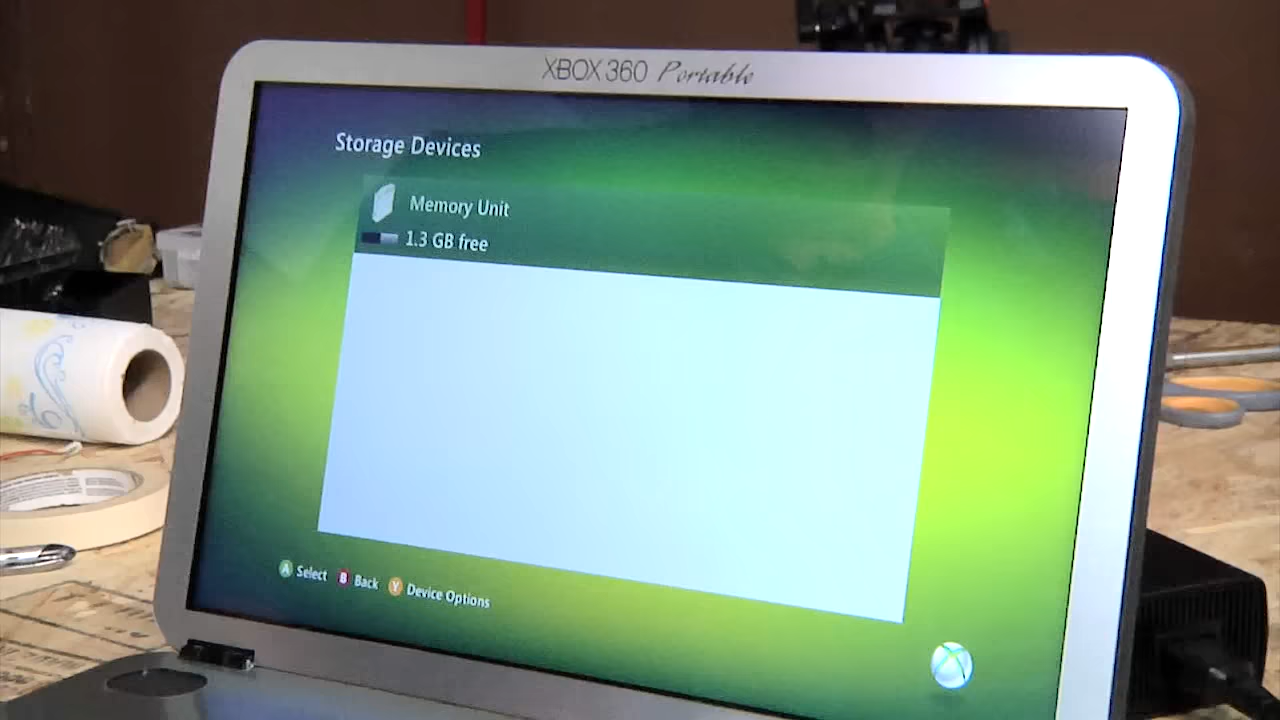 XBOX 360 Portable
Storage Devices
Memory Unit
1.3 GB free
A Select B Back Y Device Options